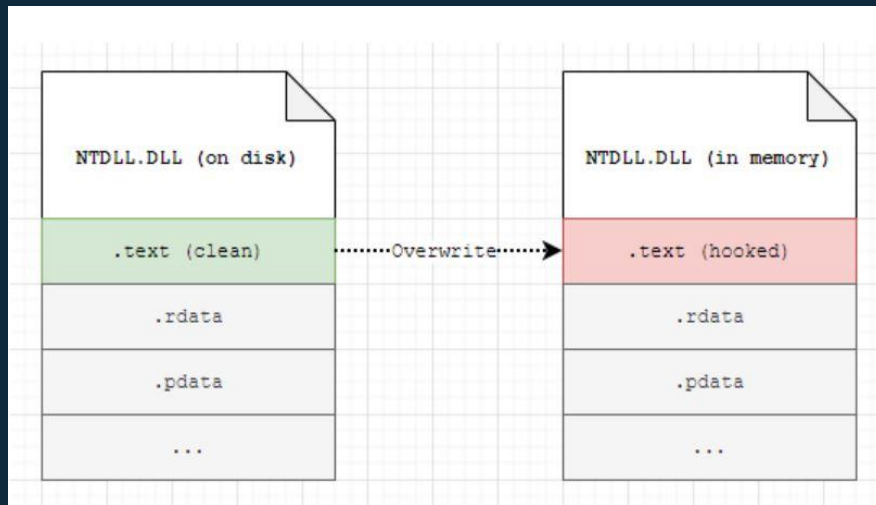 NTDLL.DLL (on disk)
NTDLL.DLL (in memory)
.text (clean)
Overwrite
.text (hooked)
.rdata
.rdata
.pdata
.pdata
...
...